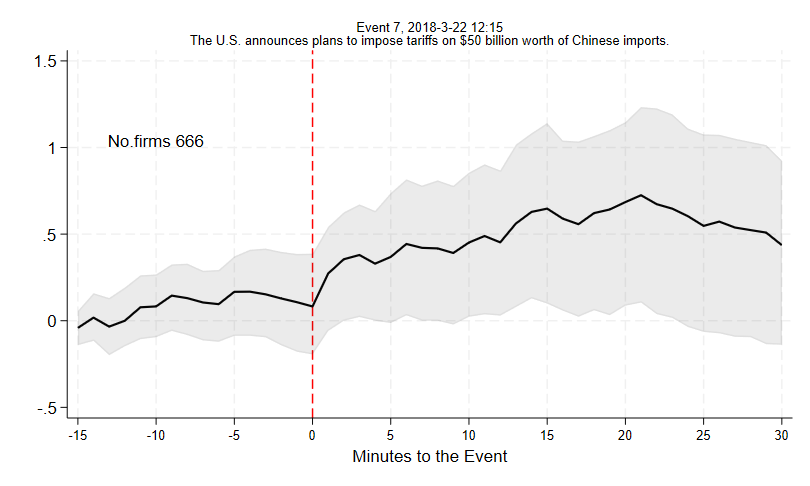 Event 7, 2018-3-22 12:15
The U.S. announces plans to impose tariffs on $50 billion worth of Chinese imports.
1.5
1
.5
0
-.5
No.firms 666
-15 -10 -5 0 5 10 15 20 25 30
Minutes to the Event